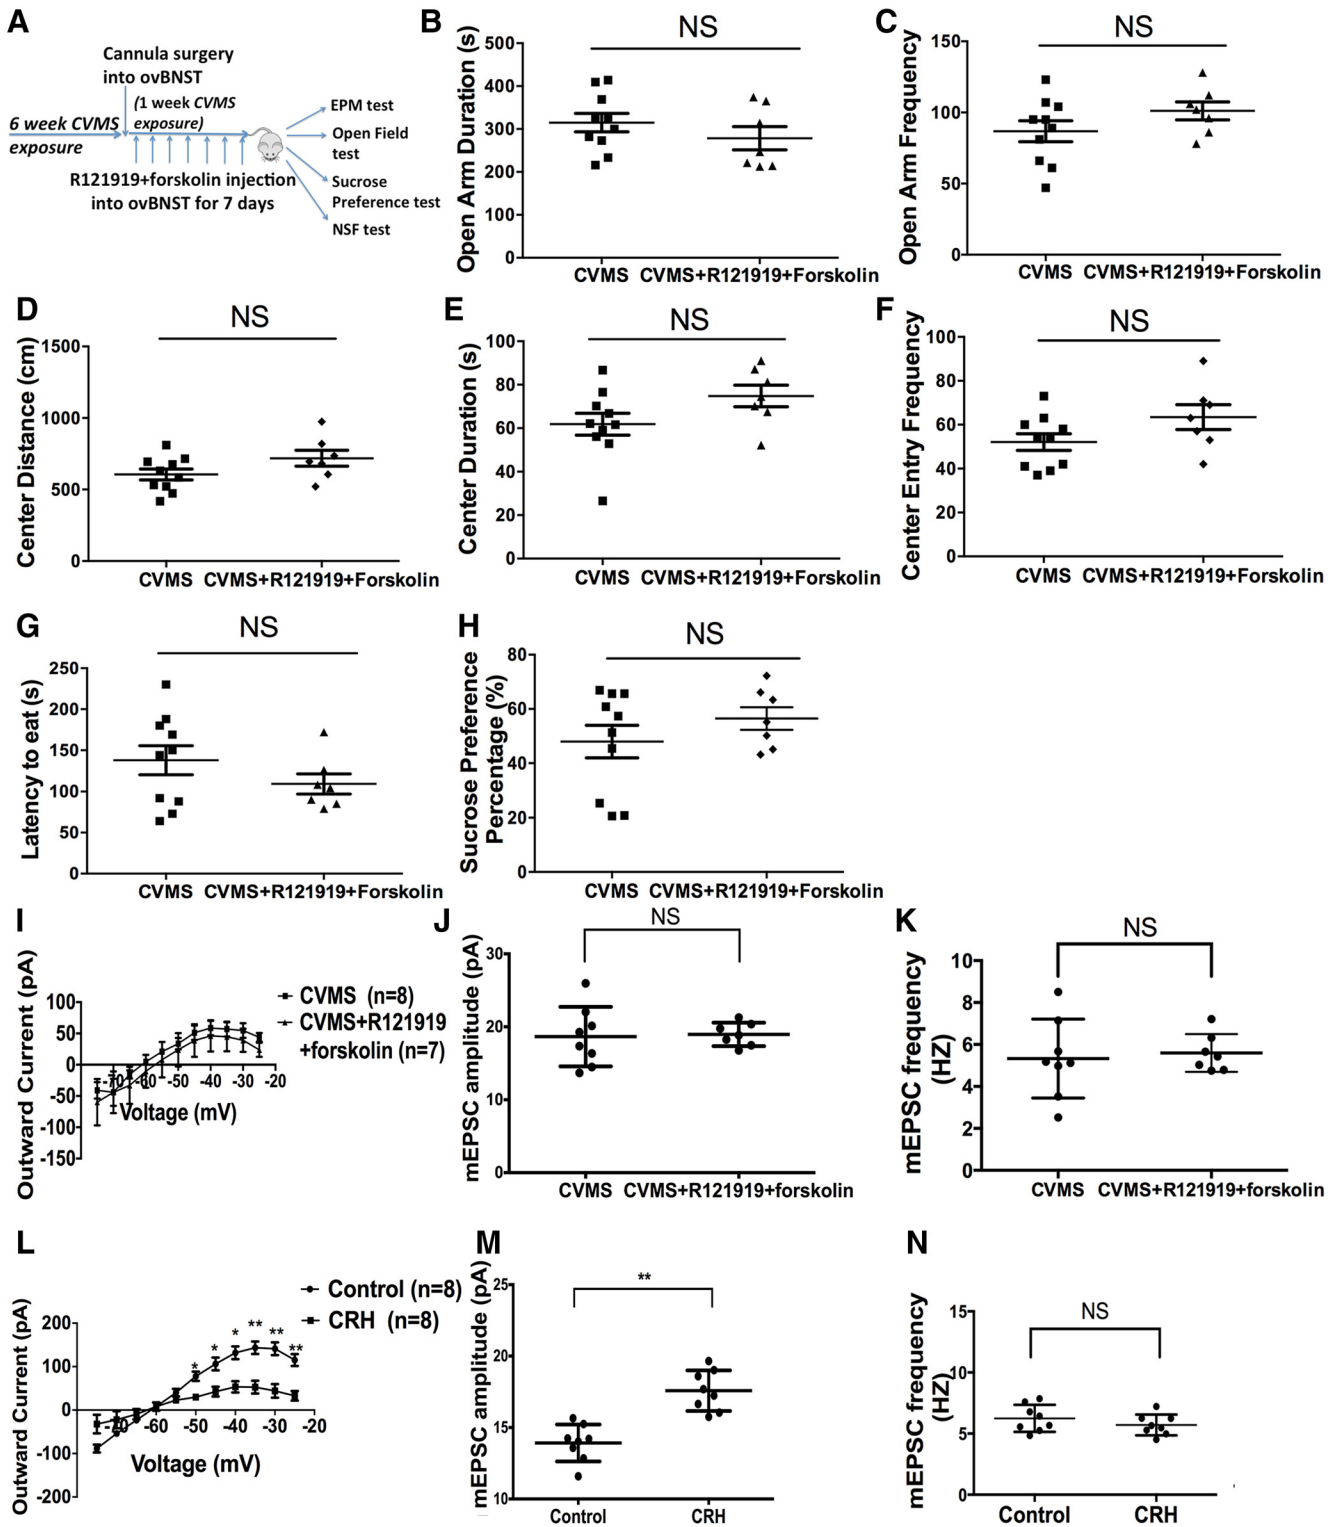 A
Cannula surgery
into ovBNST
(1 week CVMS
exposure)
6 week CVMS
exposure
R121919+forskolin injection
into ovBNST for 7 days
EPM test
Open Field
test
Sucrose
Preference test
NSF test
B
NS
Open Arm Duration (s)
500
400
300
200
100
0
CVMS
CVMS+R121919+Forskolin
C
NS
Open Arm Frequency
150
100
50
0
CVMS
CVMS+R121919+Forskolin
D
NS
Center Distance (cm)
1500
1000
500
0
CVMS
CVMS+R121919+Forskolin
E
NS
Center Duration (s)
100
80
60
40
20
0
CVMS
CVMS+R121919+Forskolin
F
NS
Center Entry Frequency
100
80
60
40
20
0
CVMS
CVMS+R121919+Forskolin
G
NS
Latency to eat (s)
250
200
150
100
50
0
CVMS
CVMS+R121919+Forskolin
H
NS
Sucrose Preference
Percentage (%)
80
60
40
20
0
CVMS
CVMS+R121919+Forskolin
I
Outward Current (pA)
100
50
0
-50
-100
-150
-70
-60
-50
-40
-30
-20
Voltage (mV)
CVMS (n=8)
CVMS+R121919
+forskolin (n=7)
J
NS
mEPSC amplitude (pA)
30
20
10
0
CVMS
CVMS+R121919+forskolin
K
NS
mEPSC frequency
(HZ)
10
8
6
4
2
0
CVMS
CVMS+R121919+forskolin
L
Outward Current (pA)
200
100
0
-100
-200
-70
-60
-50
-40
-30
-20
Voltage (mV)
Control (n=8)
CRH (n=8)
* * * ** ** **
M
**
mEPSC amplitude (pA)
25
20
15
10
Control
CRH
N
NS
mEPSC frequency
(HZ)
15
10
5
0
Control
CRH